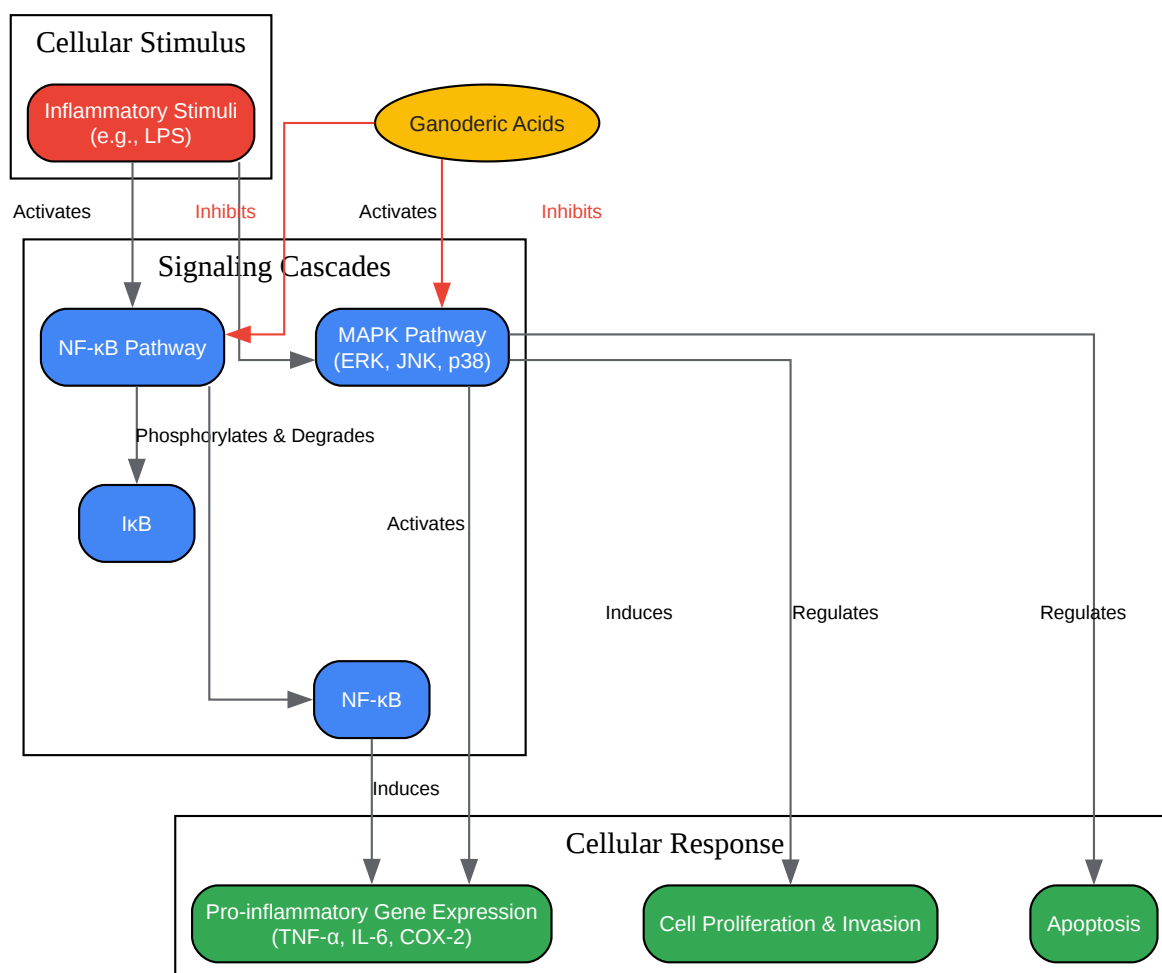 Cellular Stimulus
Inflammatory Stimuli
(e.g., LPS)
Ganoderic Acids
Activates
Inhibits
Activates
Inhibits
Signaling Cascades
NF-κB Pathway
MAPK Pathway
(ERK, JNK, p38)
Phosphorylates & Degrades
IκB
Activates
Induces
Regulates
Regulates
NF-κB
Induces
Cellular Response
Pro-inflammatory Gene Expression
(TNF-α, IL-6, COX-2)
Cell Proliferation & Invasion
Apoptosis